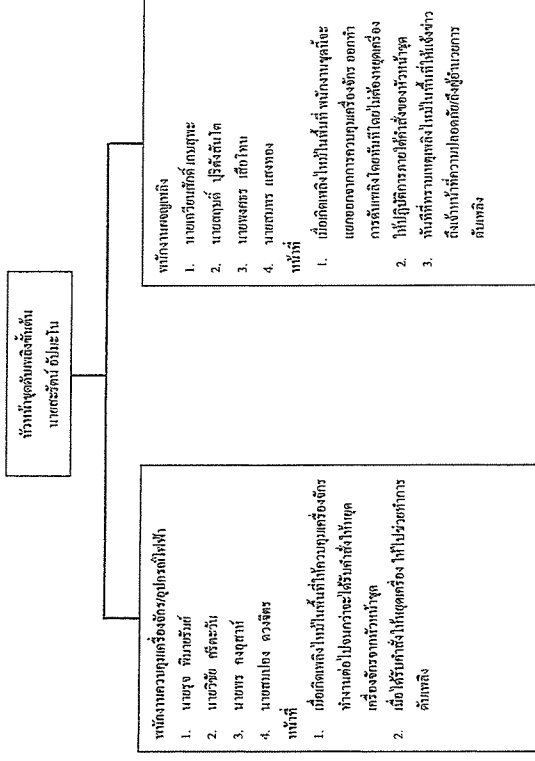 หัวหน้าชุดดับเพลิงขั้นต้น
นายสะรัตน์ อัปมะโน
พนักงานควบคุมเครื่องจักร/อุปกรณ์ไฟฟ้า
1. นายรุจ พิมายรัมย์
2. นายวิชัย ศรีตะวัน
3. นายพร กงอุสาห์
4. นายสมปอง ดวงจิตร
หน้าที่
1. เมื่อเกิดเพลิงไหม้ในพื้นที่ให้ควบคุมเครื่องจักร
ทำงานต่อไปจนกว่าจะได้รับคำสั่งให้หยุด
เครื่องจักรจากหัวหน้าชุด
2. เมื่อได้รับคำสั่งให้หยุดเครื่อง ให้ไปช่วยทำการ
ดับเพลิง
พนักงานผจญเพลิง
1. นายเทียนศักดิ์ เกมสุพะ
2. นายสฤษดิ์ ปุริตังสันโต
3. นายพงศธร เสือโหน
4. นายสมพร แสงทอง
หน้าที่
1. เมื่อเกิดเพลิงไหม้ในพื้นที่ พนักงานชุดนี้จะ
แยกออกจากการควบคุมเครื่องจักร ออกทำ
การดับเพลิงโดยทันทีโดยไม่ต้องหยุดเครื่อง
2. ให้ปฏิบัติการภายใต้คำสั่งของหัวหน้าชุด
3. ทันทีที่ทราบเหตุเพลิงไหม้ในพื้นที่ให้แจ้งข่าว
ถึงเจ้าหน้าที่ความปลอดภัย/ถึงผู้อำนวยการ
ดับเพลิง